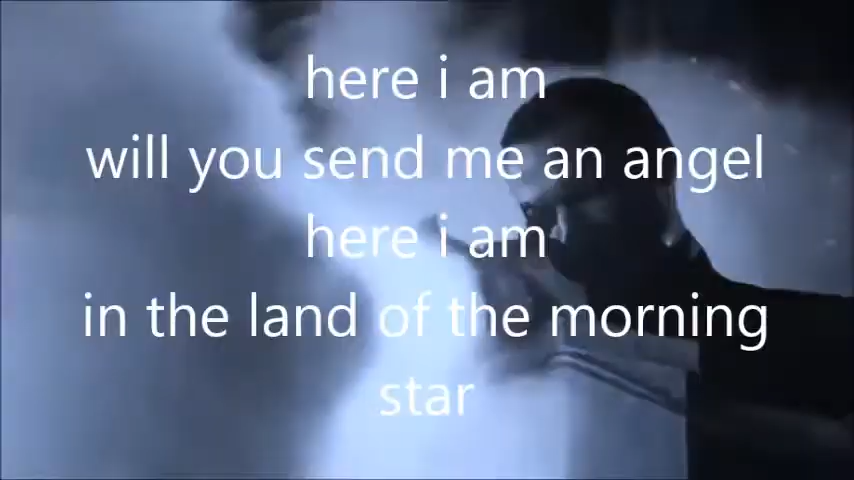 here i am
will you send me an angel
here i am
in the land of the morning
star